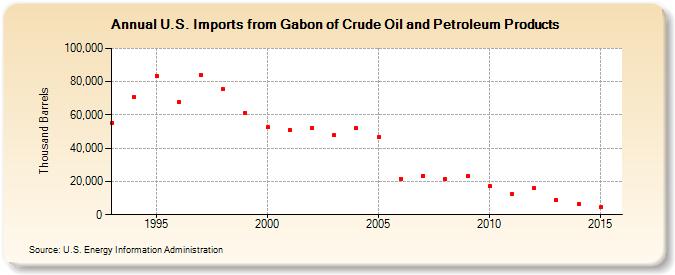 Annual U.S. Imports from Gabon of Crude Oil and Petroleum Products
Thousand Barrels
100,000
80,000
60,000
40,000
20,000
0
1995 2000 2005 2010 2015
Source: U.S. Energy Information Administration